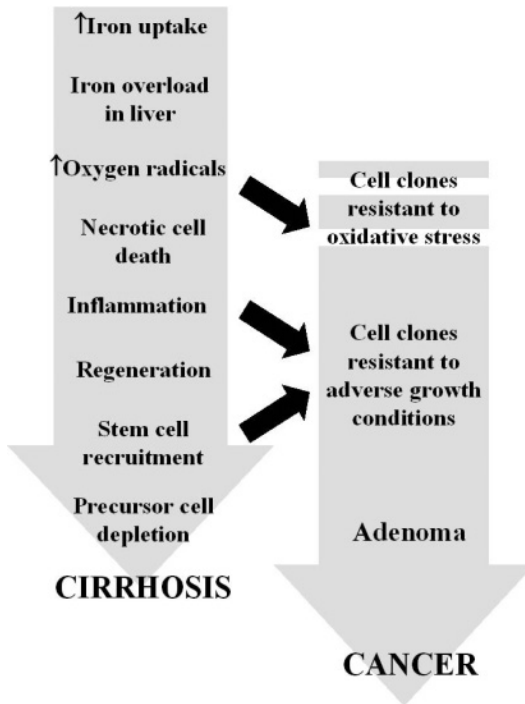 ↑Iron uptake
Iron overload
in liver
↑Oxygen radicals
Necrotic cell
death
Inflammation
Regeneration
Stem cell
recruitment
Precursor cell
depletion
CIRRHOSIS
Cell clones
resistant to
oxidative stress
Cell clones
resistant to
adverse growth
conditions
Adenoma
CANCER